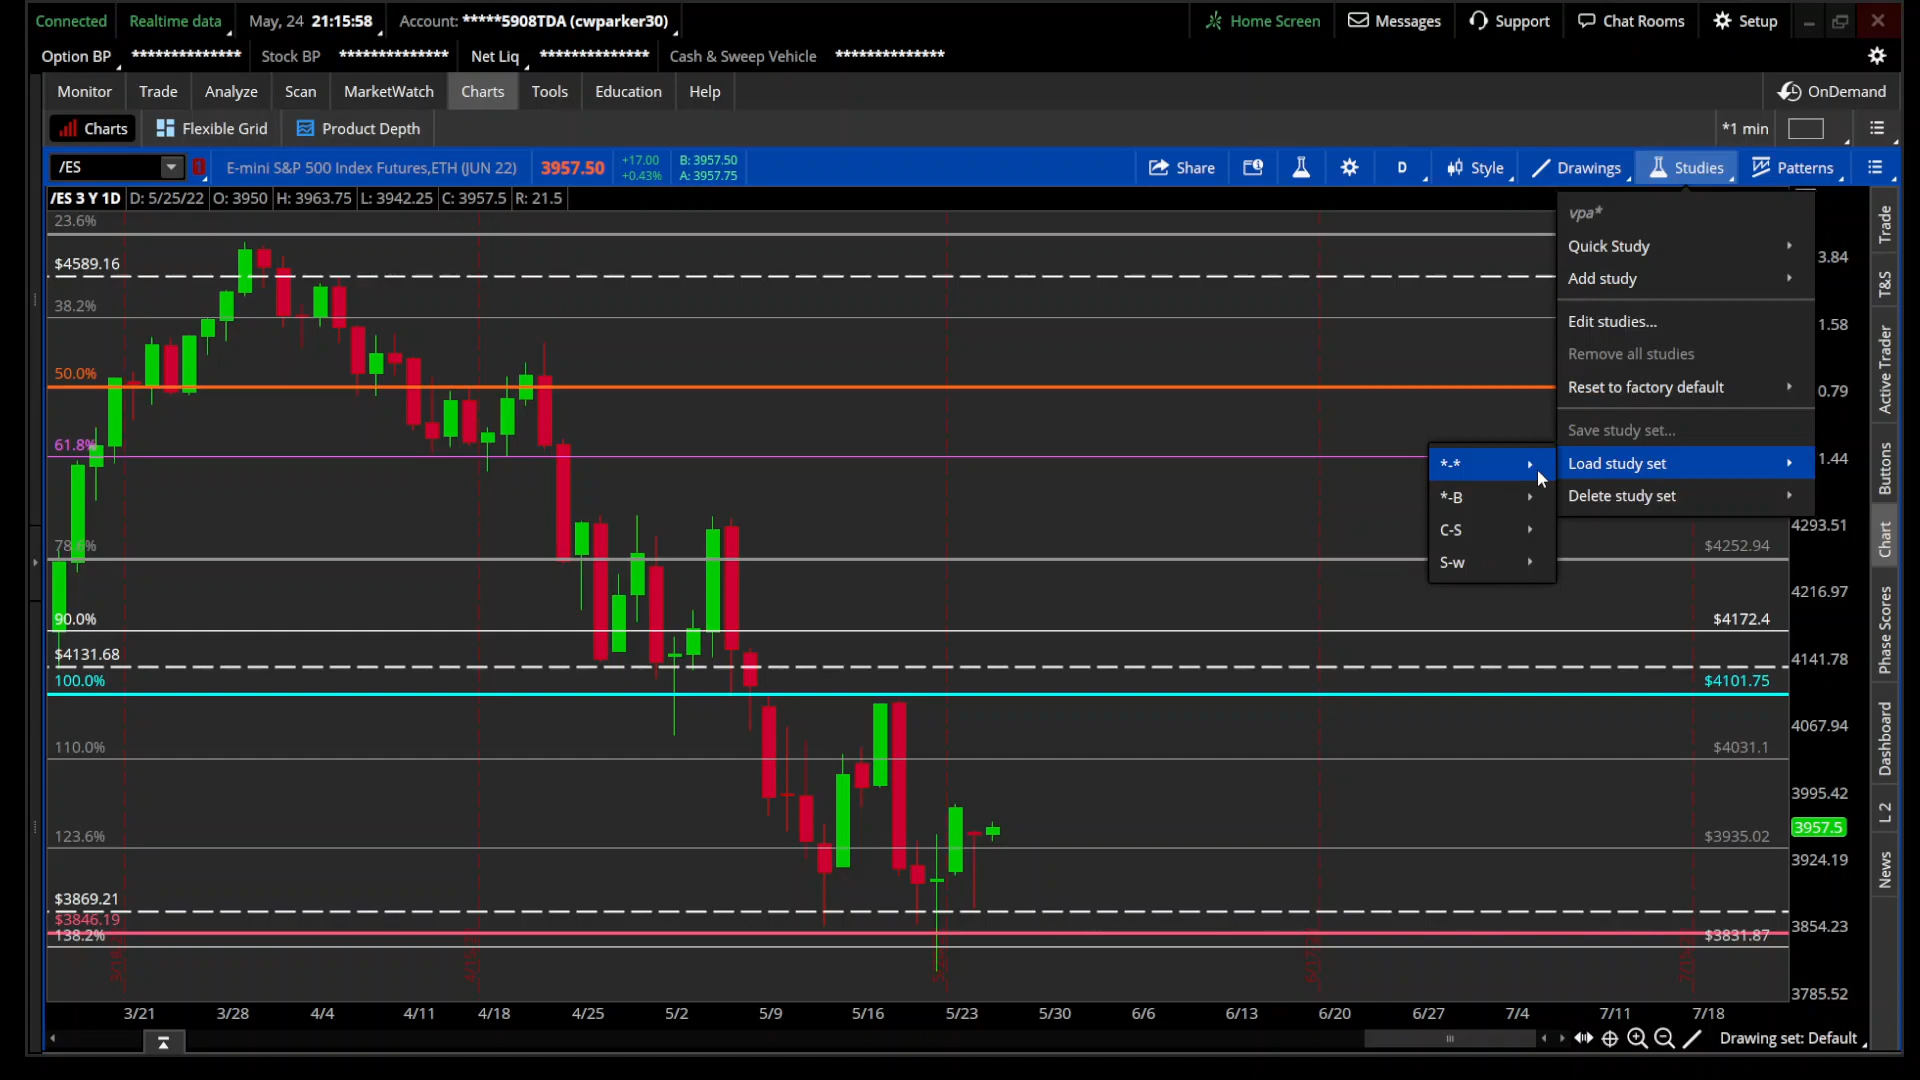 Connected Realtime data May, 24 21:15:58 Account: *****5908TDA (cwparker30) Home Screen Messages Support Chat Rooms Setup
Option BP ************** Stock BP ************** Net Liq ************** Cash & Sweep Vehicle **************
Monitor Trade Analyze Scan MarketWatch Charts Tools Education Help OnDemand
Charts Flexible Grid Product Depth *1 min
/ES E-mini S&P 500 Index Futures,ETH (JUN 22) 3957.50 +17.00 +0.43% B: 3957.50 A: 3957.75 Share D Style Drawings Studies Patterns
/ES 3 Y 1D D: 5/25/22 O: 3950 H: 3963.75 L: 3942.25 C: 3957.5 R: 21.5
vpa*
Quick Study
Add study
Edit studies...
Remove all studies
Reset to factory default
Save study set...
Load study set
Delete study set
*-*
*-B
C-S
S-w
23.6%
$4589.16
38.2%
50.0%
61.8%
78.6%
90.0%
$4131.68
100.0%
110.0%
123.6%
$3869.21
$3846.19
138.2%
$4252.94
$4172.4
$4101.75
$4031.1
$3935.02
$3831.87
3.84
1.58
0.79
1.44
4293.51
4216.97
4141.78
4067.94
3995.42
3957.5
3924.19
3854.23
3785.52
Trade
T&S
Active Trader
Buttons
Chart
Phase Scores
Dashboard
L 2
News
3/21 3/28 4/4 4/11 4/18 4/25 5/2 5/9 5/16 5/23 5/30 6/6 6/13 6/20 6/27 7/4 7/11 7/18
Drawing set: Default